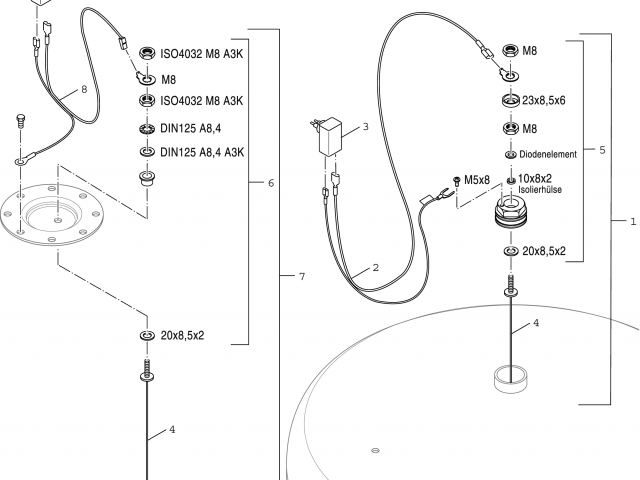 ISO4032 M8 A3K
M8
ISO4032 M8 A3K
DIN125 A8,4
DIN125 A8,4 A3K
8
6
7
20x8,5x2
4
M8
23x8,5x6
M8
Diodenelement
10x8x2
Isolierhülse
M5x8
20x8,5x2
3
2
5
1
4